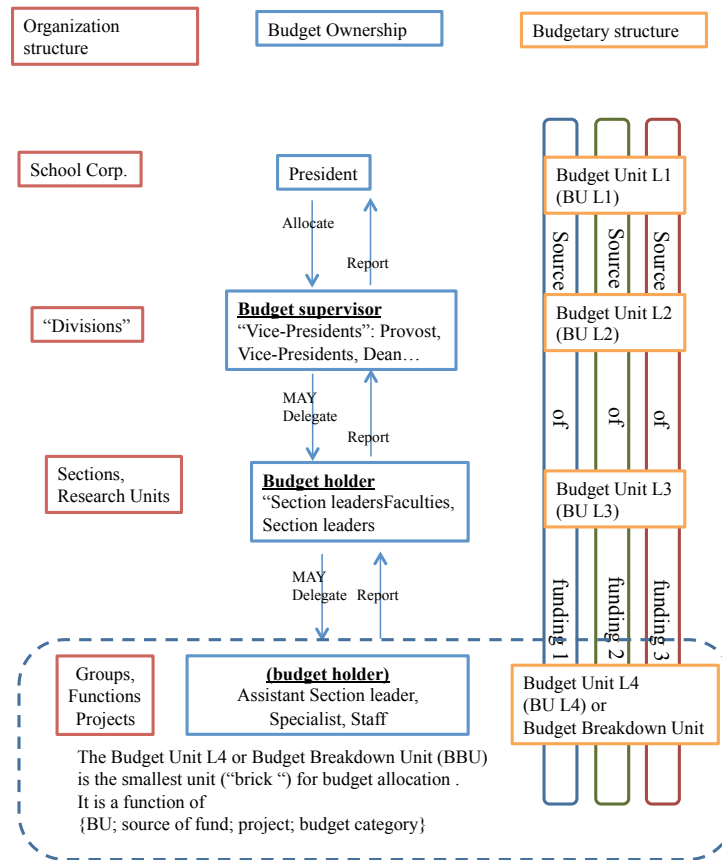 Organization
structure
Budget Ownership
Budgetary structure
School Corp.
President
Budget Unit L1
(BU L1)
Allocate
Report
Source
Source
Source
"Divisions"
Budget supervisor
"Vice-Presidents": Provost,
Vice-Presidents, Dean…
Budget Unit L2
(BU L2)
MAY
Delegate
Report
of
of
of
Sections,
Research Units
Budget holder
"Section leadersFaculties,
Section leaders
Budget Unit L3
(BU L3)
MAY
Delegate
Report
funding 1
funding 2
funding 3
Groups,
Functions
Projects
(budget holder)
Assistant Section leader,
Specialist, Staff
Budget Unit L4
(BU L4) or
Budget Breakdown Unit
The Budget Unit L4 or Budget Breakdown Unit (BBU)
is the smallest unit ("brick ") for budget allocation .
It is a function of
{BU; source of fund; project; budget category}